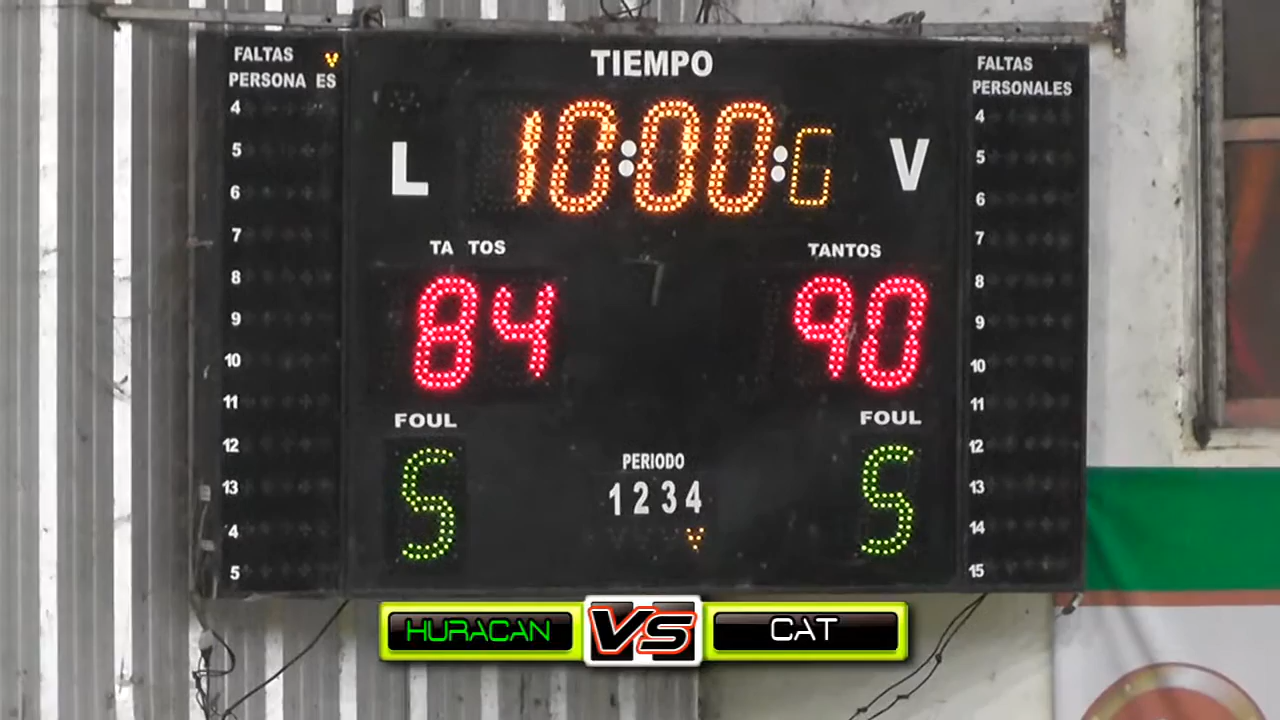 FALTAS
PERSONA ES
4
5
6
7
8
9
10
11
12
13
4
5
TIEMPO
L 10:00:G V
TA TOS
84
TANTOS
90
FOUL
5
PERIODO
1 2 3 4
FOUL
5
FALTAS
PERSONALES
4
5
6
7
8
9
10
11
12
13
14
15
HURACAN VS CAT